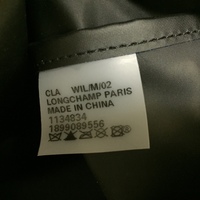 CLA WIL/M/02
LONGCHAMP PARIS
MADE IN CHINA
1134834
1899089556